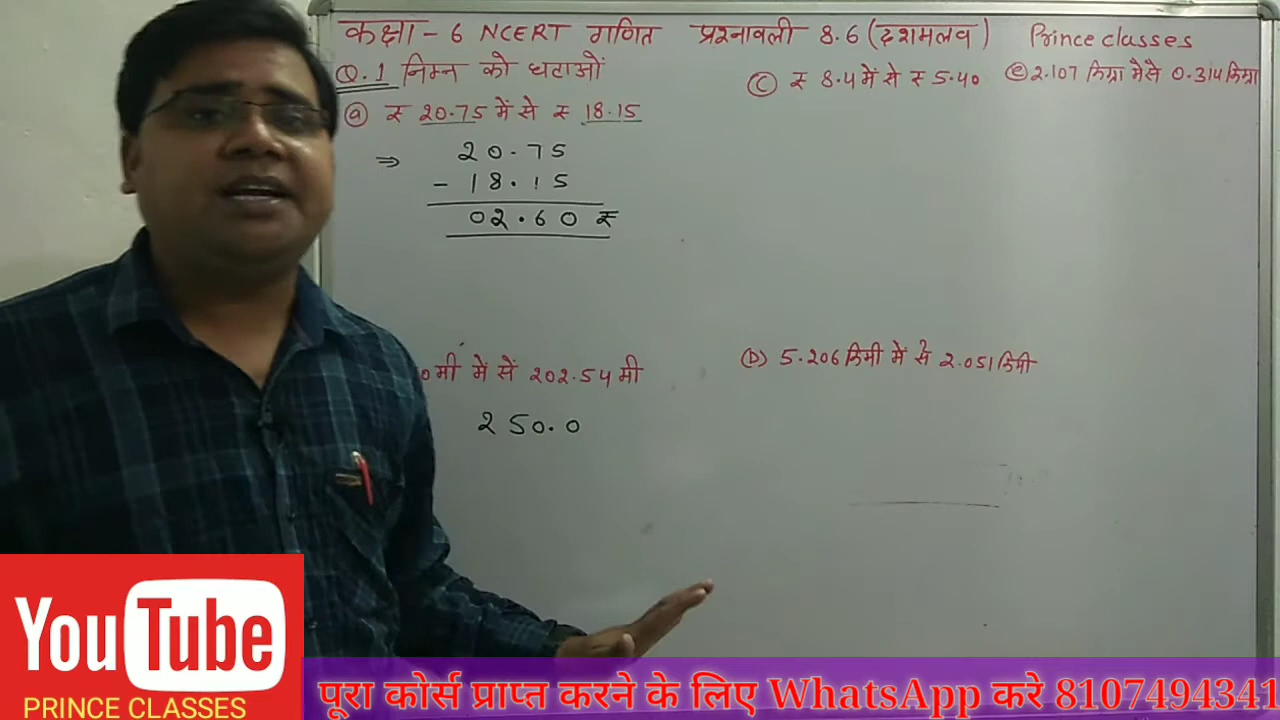 कक्षा - 6 NCERT गणित प्रश्नावली 8.6 (दशमलव) Prince classes
Q.1 निम्न को घटाओं
(a) ₹ 20.75 में से ₹ 18.15
⇒ 20.75
- 18.15
02.60 ₹
0 मी में सें 202.54 मी
250.0
(C) ₹ 8.4 में से ₹ 5.40
(e) 2.107 किग्रा मैसे 0.314 किग्रा
(D) 5.206 किमी में से 2.051 किमी
YouTube
PRINCE CLASSES
पूरा कोर्स प्राप्त करने के लिए WhatsApp करे 8107494341